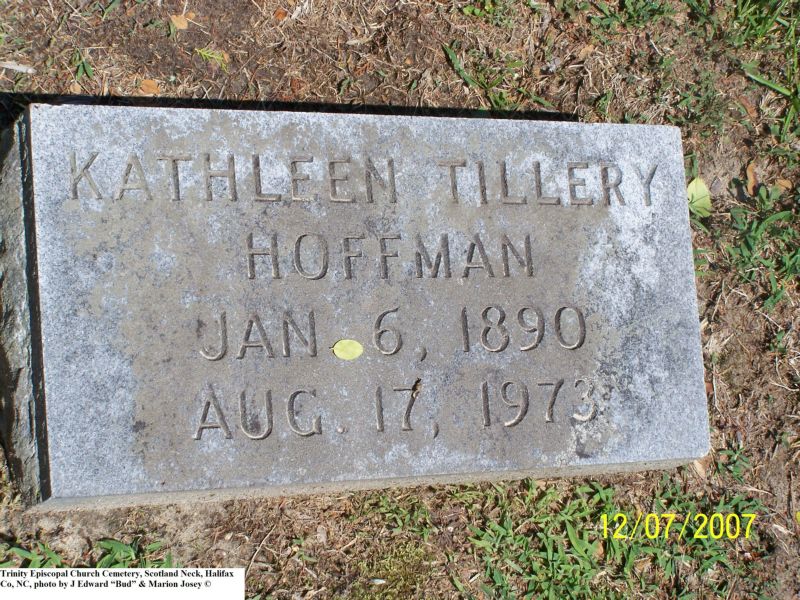 KATHLEEN TILLERY
HOFFMAN
JAN. 6, 1890
AUG. 17, 1973
12/07/2007
Trinity Episcopal Church Cemetery, Scotland Neck, Halifax
Co, NC, photo by J Edward “Bud” & Marion Josey ©